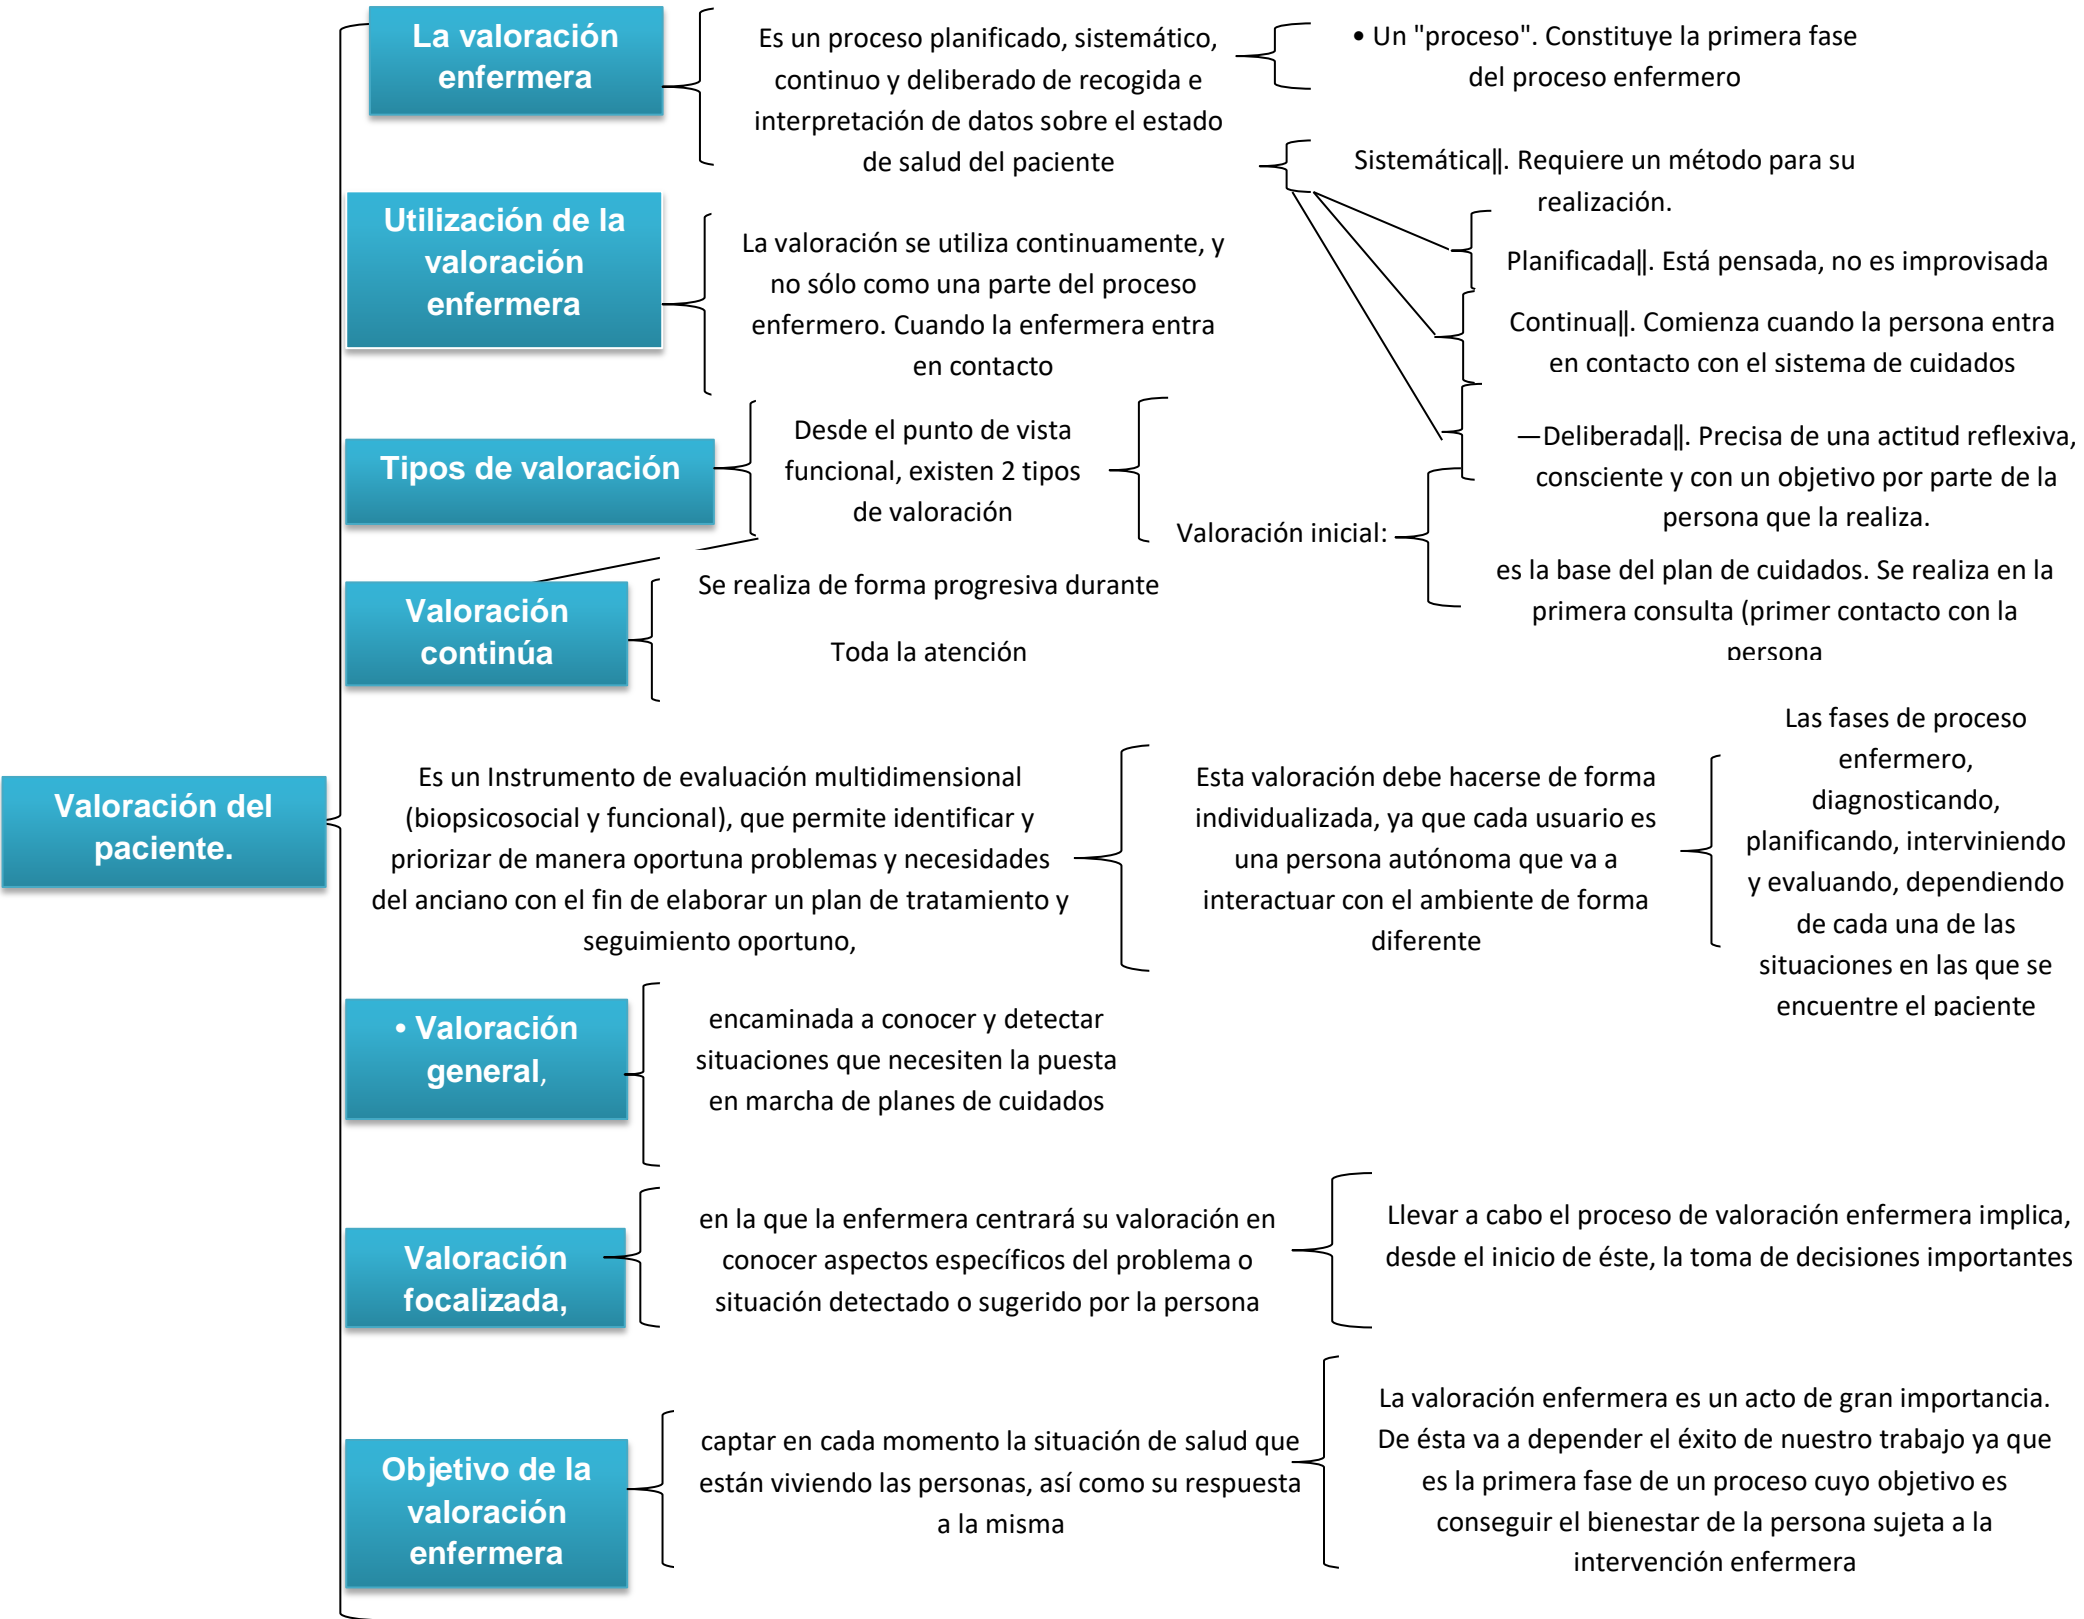 La valoración
enfermera
Es un proceso planificado, sistemático,
continuo y deliberado de recogida e
interpretación de datos sobre el estado
de salud del paciente
• Un "proceso". Constituye la primera fase
del proceso enfermero
Sistemática‖. Requiere un método para su
realización.
Planificada‖. Está pensada, no es improvisada
Continua‖. Comienza cuando la persona entra
en contacto con el sistema de cuidados
―Deliberada‖. Precisa de una actitud reflexiva,
consciente y con un objetivo por parte de la
persona que la realiza.
Utilización de la
valoración
enfermera
La valoración se utiliza continuamente, y
no sólo como una parte del proceso
enfermero. Cuando la enfermera entra
en contacto
Tipos de valoración
Desde el punto de vista
funcional, existen 2 tipos
de valoración
Valoración inicial:
es la base del plan de cuidados. Se realiza en la
primera consulta (primer contacto con la
persona
Valoración
continúa
Se realiza de forma progresiva durante
Toda la atención
Valoración del
paciente.
Es un Instrumento de evaluación multidimensional
(biopsicosocial y funcional), que permite identificar y
priorizar de manera oportuna problemas y necesidades
del anciano con el fin de elaborar un plan de tratamiento y
seguimiento oportuno,
Esta valoración debe hacerse de forma
individualizada, ya que cada usuario es
una persona autónoma que va a
interactuar con el ambiente de forma
diferente
Las fases de proceso
enfermero,
diagnosticando,
planificando, interviniendo
y evaluando, dependiendo
de cada una de las
situaciones en las que se
encuentre el paciente
• Valoración
general,
encaminada a conocer y detectar
situaciones que necesiten la puesta
en marcha de planes de cuidados
Valoración
focalizada,
en la que la enfermera centrará su valoración en
conocer aspectos específicos del problema o
situación detectado o sugerido por la persona
Llevar a cabo el proceso de valoración enfermera implica,
desde el inicio de éste, la toma de decisiones importantes
Objetivo de la
valoración
enfermera
captar en cada momento la situación de salud que
están viviendo las personas, así como su respuesta
a la misma
La valoración enfermera es un acto de gran importancia.
De ésta va a depender el éxito de nuestro trabajo ya que
es la primera fase de un proceso cuyo objetivo es
conseguir el bienestar de la persona sujeta a la
intervención enfermera